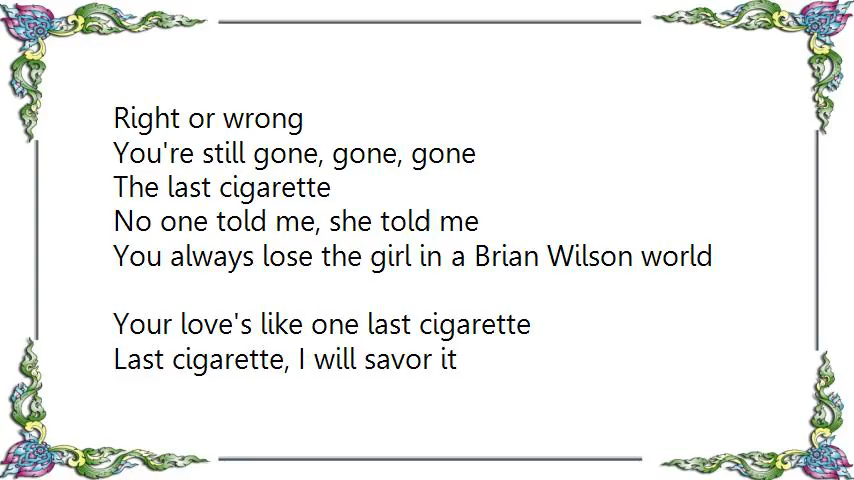 Right or wrong
You're still gone, gone, gone
The last cigarette
No one told me, she told me
You always lose the girl in a Brian Wilson world
Your love's like one last cigarette
Last cigarette, I will savor it